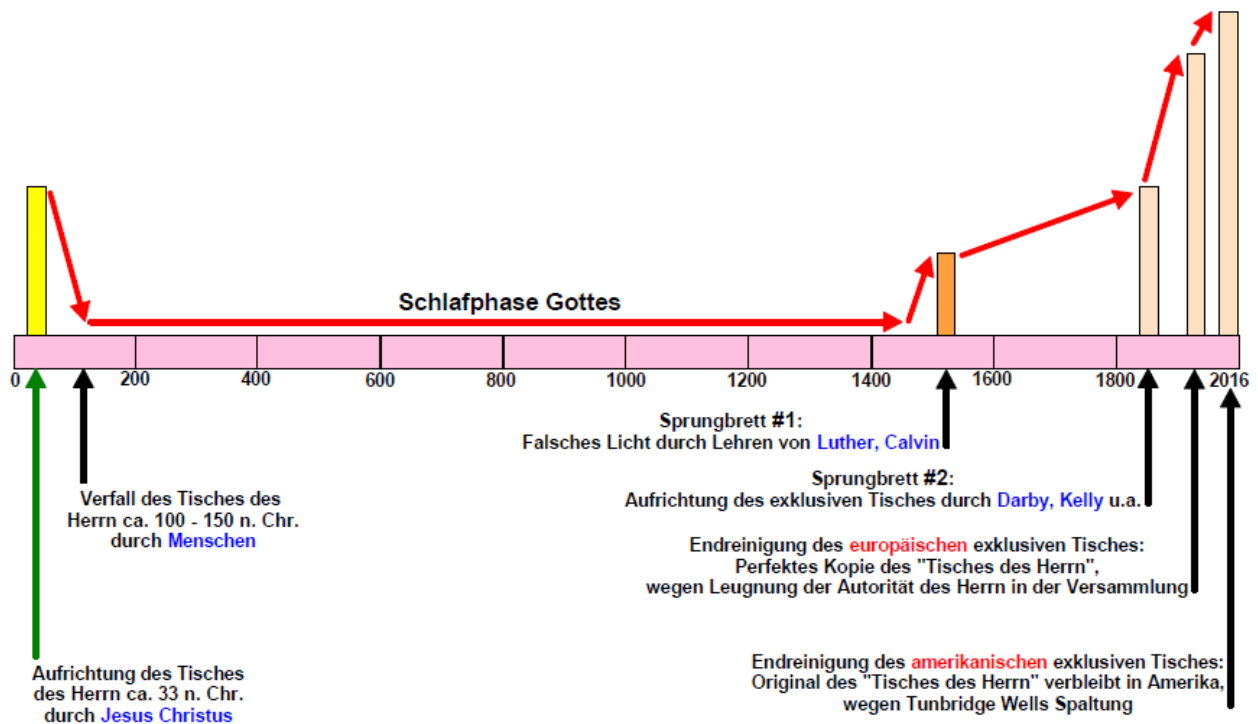 Schlafphase Gottes
0 200 400 600 800 1000 1200 1400 1600 1800 2016
Sprungbrett #1:
Falsches Licht durch Lehren von Luther, Calvin
Sprungbrett #2:
Aufrichtung des exklusiven Tisches durch Darby, Kelly u.a.
Verfall des Tisches des
Herrn ca. 100 - 150 n. Chr.
durch Menschen
Endreinigung des europäischen exklusiven Tisches:
Perfektes Kopie des "Tisches des Herrn",
wegen Leugnung der Autorität des Herrn in der Versammlung
Aufrichtung des Tisches
des Herrn ca. 33 n. Chr.
durch Jesus Christus
Endreinigung des amerikanischen exklusiven Tisches:
Original des "Tisches des Herrn" verbleibt in Amerika,
wegen Tunbridge Wells Spaltung